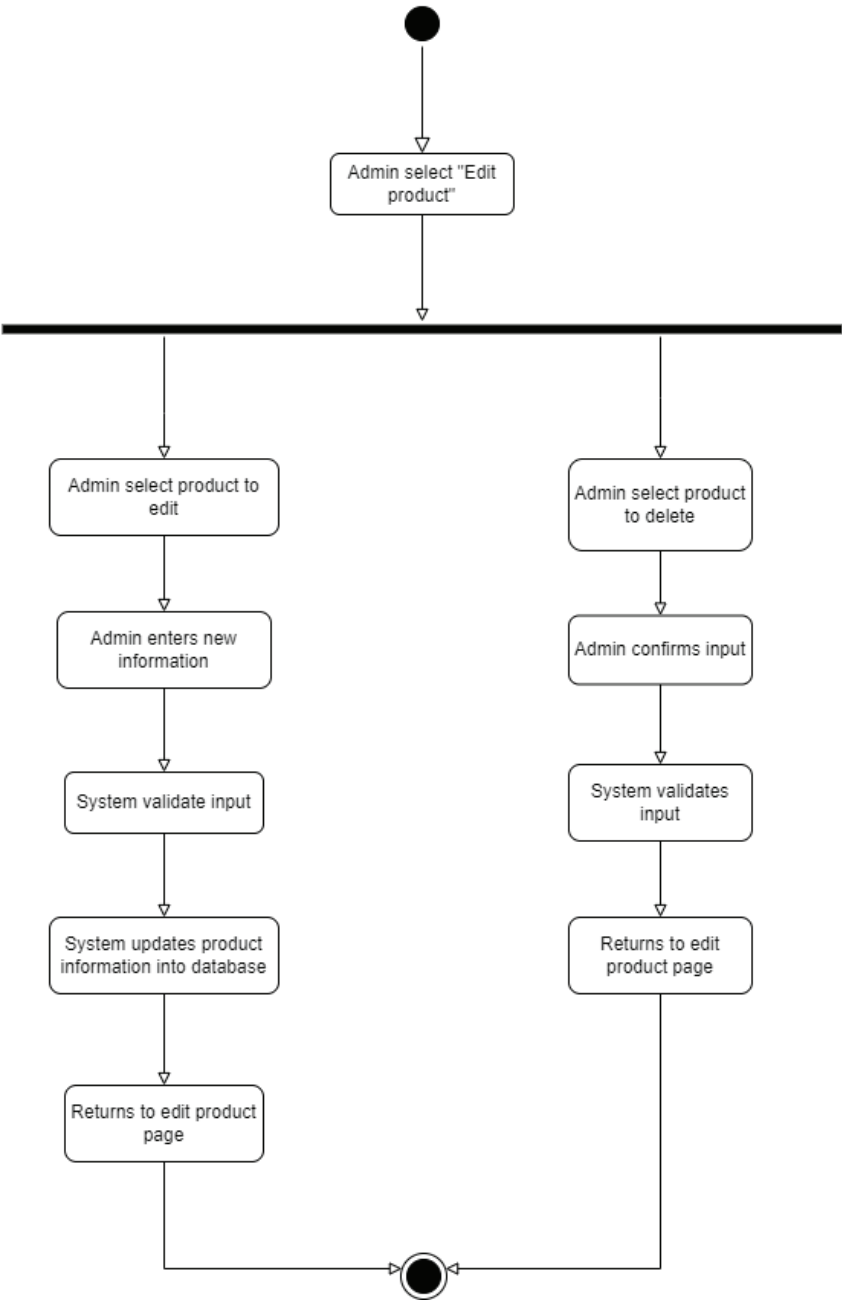 Admin select "Edit
product"
Admin select product to
edit
Admin enters new
information
System validate input
System updates product
information into database
Returns to edit product
page
Admin select product
to delete
Admin confirms input
System validates
input
Returns to edit
product page